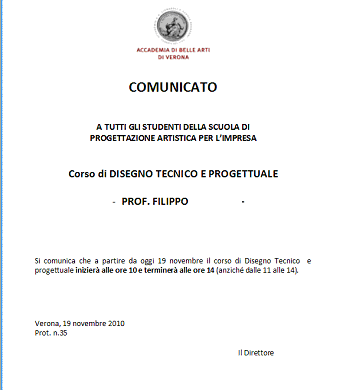 ACCADEMIA DI BELLE ARTI
DI VERONA
COMUNICATO
A TUTTI GLI STUDENTI DELLA SCUOLA DI
PROGETTAZIONE ARTISTICA PER L'IMPRESA
Corso di DISEGNO TECNICO E PROGETTUALE
- PROF. FILIPPO -
Si comunica che a partire da oggi 19 novembre il corso di Disegno Tecnico e
progettuale inizierà alle ore 10 e terminerà alle ore 14 (anziché dalle 11 alle 14).
Verona, 19 novembre 2010
Prot. n.35
Il Direttore